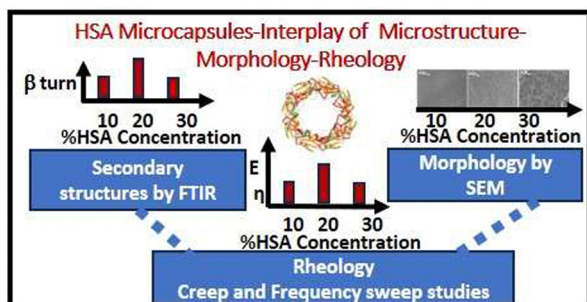 HSA Microcapsules-Interplay of Microstructure-
Morphology-Rheology
β turn
10 20 30
%HSA Concentration
Secondary
structures by FTIR
E
η
10 20 30
%HSA Concentration
10 20 30
%HSA Concentration
Morphology by
SEM
Rheology
Creep and Frequency sweep studies